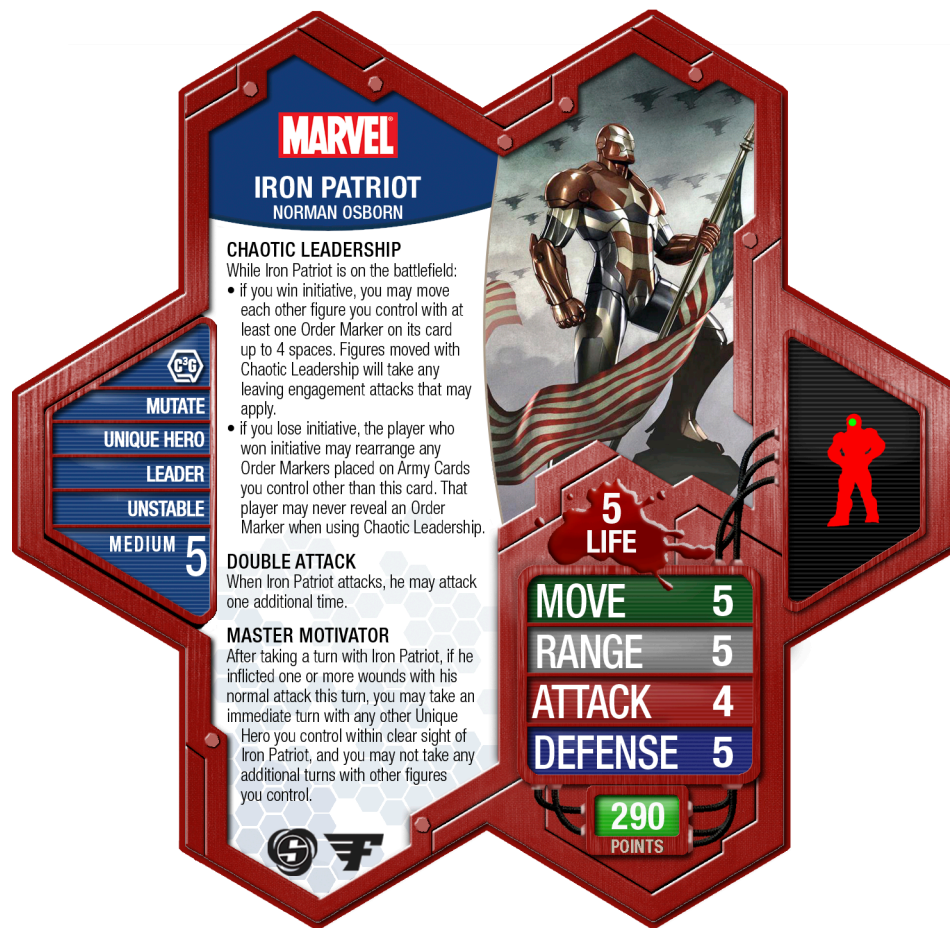 MARVEL
IRON PATRIOT
NORMAN OSBORN
CHAOTIC LEADERSHIP
While Iron Patriot is on the battlefield:
• if you win initiative, you may move
each other figure you control with at
least one Order Marker on its card
up to 4 spaces. Figures moved with
Chaotic Leadership will take any
leaving engagement attacks that may
apply.
• if you lose initiative, the player who
won initiative may rearrange any
Order Markers placed on Army Cards
you control other than this card. That
player may never reveal an Order
Marker when using Chaotic Leadership.
DOUBLE ATTACK
When Iron Patriot attacks, he may attack
one additional time.
MASTER MOTIVATOR
After taking a turn with Iron Patriot, if he
inflicted one or more wounds with his
normal attack this turn, you may take an
immediate turn with any other Unique
Hero you control within clear sight of
Iron Patriot, and you may not take any
additional turns with other figures
you control.
S F
C3G
MUTATE
UNIQUE HERO
LEADER
UNSTABLE
MEDIUM 5
5
LIFE
MOVE 5
RANGE 5
ATTACK 4
DEFENSE 5
290
POINTS